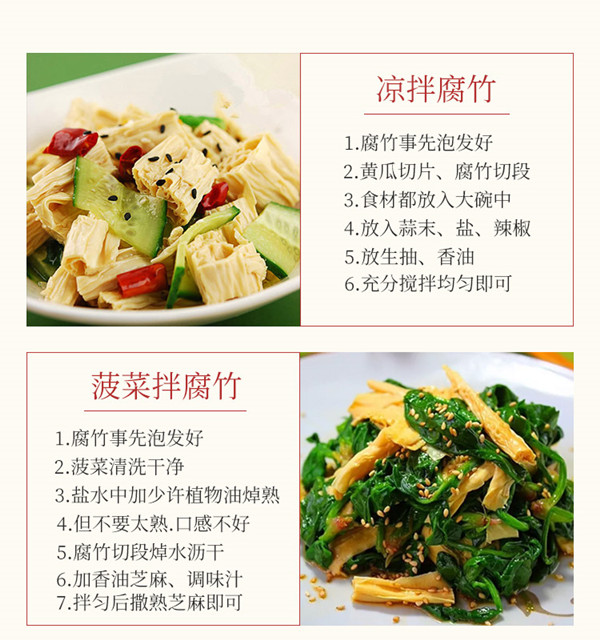 凉拌腐竹
1.腐竹事先泡发好
2.黄瓜切片、腐竹切段
3.食材都放入大碗中
4.放入蒜末、盐、辣椒
5.放生抽、香油
6.充分搅拌均匀即可
菠菜拌腐竹
1.腐竹事先泡发好
2.菠菜清洗干净
3.盐水中加少许植物油焯熟
4.但不要太熟.口感不好
5.腐竹切段焯水沥干
6.加香油芝麻、调味汁
7.拌匀后撒熟芝麻即可